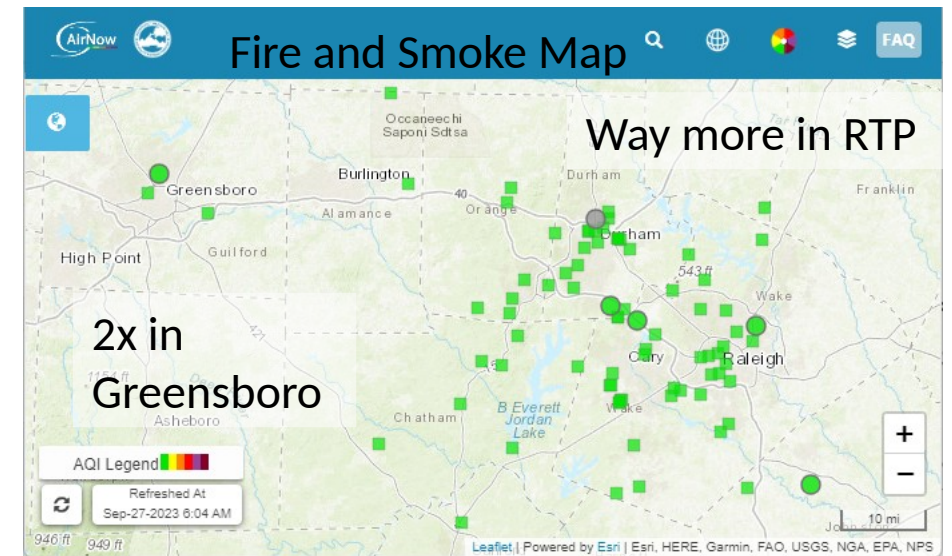 AirNow
Fire and Smoke Map
FAQ
Occaneechi
Saponi Sdtsa
Way more in RTP
Burlington
Durham
Greensboro
40
Franklin
Alamance
Orange
Durham
High Point
Guilford
543 ft
Wake
2x in
Greensboro
Cary
Raleigh
Chatham
B Everett
Jordan
Lake
Wake
Asheboro
+
AQI Legend
−
Refreshed At
Sep-27-2023 6:04 AM
10 mi
946 ft
949 ft
Leaflet | Powered by Esri | Esri, HERE, Garmin, FAO, USGS, NGA, EPA, NPS